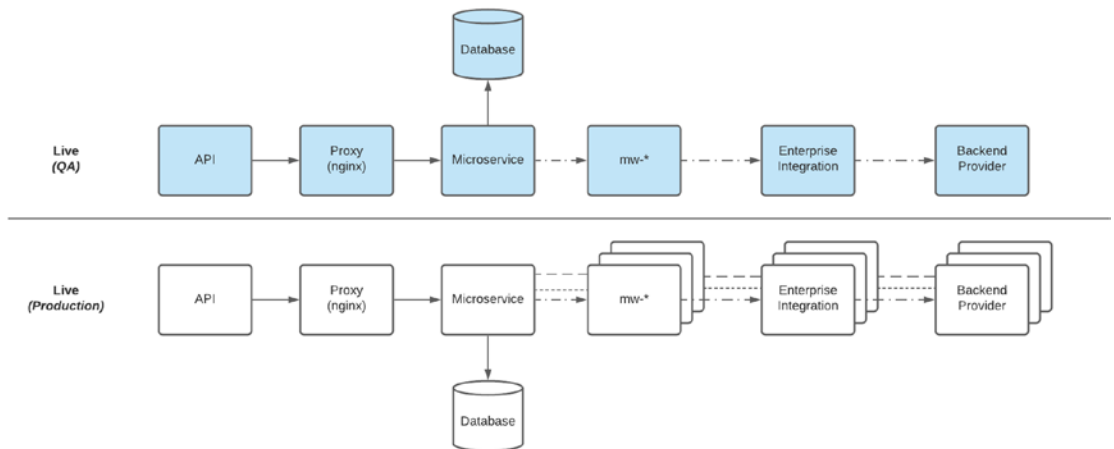 Database
Live
(QA)
API
Proxy
(nginx)
Microservice
mw-*
Enterprise
Integration
Backend
Provider
Live
(Production)
API
Proxy
(nginx)
Microservice
mw-*
Enterprise
Integration
Backend
Provider
Database